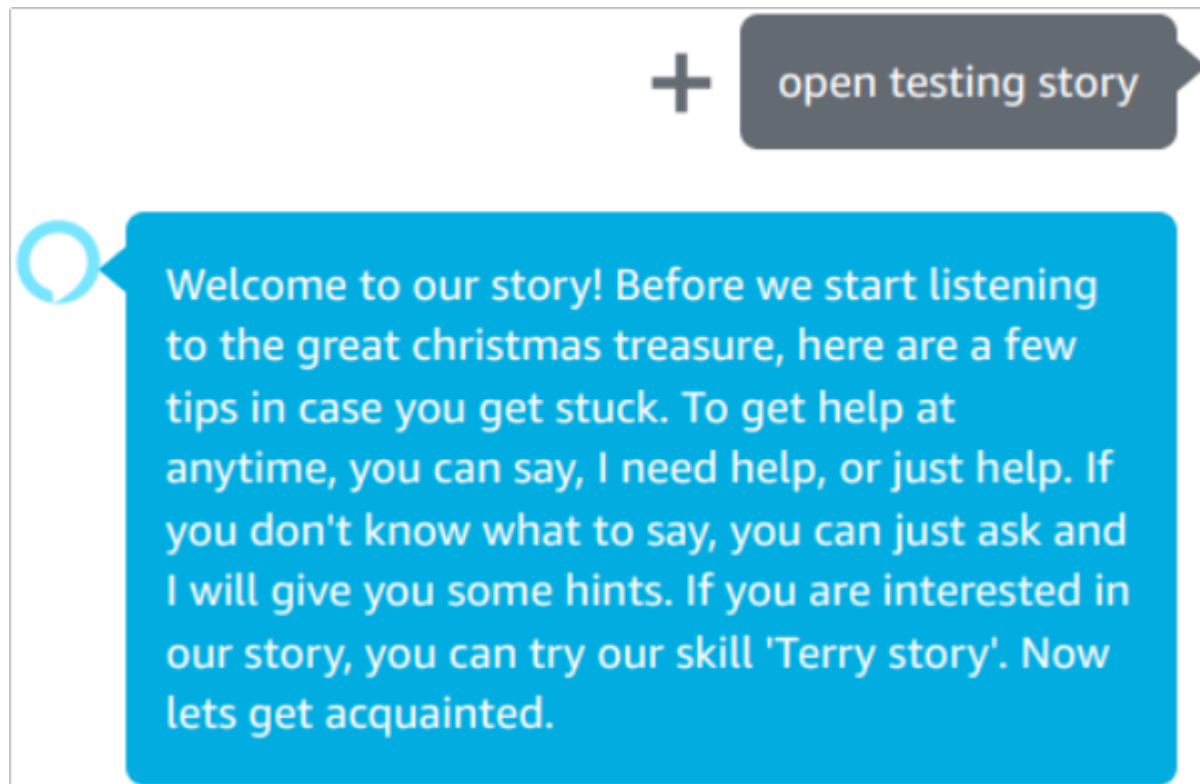 open testing story
Welcome to our story! Before we start listening
to the great christmas treasure, here are a few
tips in case you get stuck. To get help at
anytime, you can say, I need help, or just help. If
you don't know what to say, you can just ask and
I will give you some hints. If you are interested in
our story, you can try our skill 'Terry story'. Now
lets get acquainted.